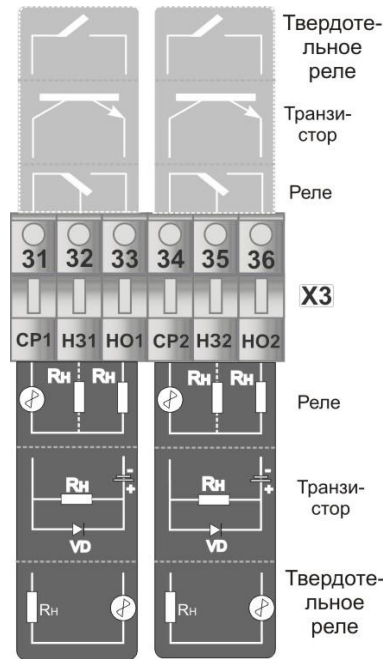 Твердоте-
льное
реле
Транзи-
стор
Реле
31 32 33 34 35 36
X3
СР1 НЗ1 НО1 СР2 НЗ2 НО2
Rн Rн Rн Rн
Реле
- -
Rн Rн
+ +
VD VD
Транзи-
стор
Rн Rн
Твердоте-
льное
реле